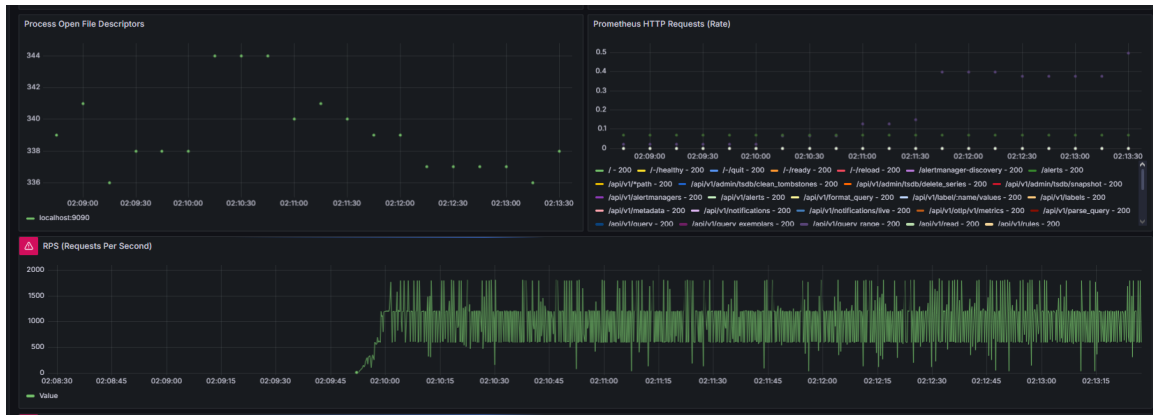 Process Open File Descriptors
344
342
340
338
336
02:09:00 02:09:30 02:10:00 02:10:30 02:11:00 02:11:30 02:12:00 02:12:30 02:13:00 02:13:30
localhost:9090
Prometheus HTTP Requests (Rate)
0.5
0.4
0.3
0.2
0.1
0
02:09:00 02:09:30 02:10:00 02:10:30 02:11:00 02:11:30 02:12:00 02:12:30 02:13:00 02:13:30
/ - 200 /-/healthy - 200 /-/quit - 200 /-/ready - 200 /-/reload - 200 /alertmanager-discovery - 200 /alerts - 200
/api/v1/*path - 200 /api/v1/admin/tsdb/clean_tombstones - 200 /api/v1/admin/tsdb/delete_series - 200 /api/v1/admin/tsdb/snapshot - 200
/api/v1/alertmanagers - 200 /api/v1/alerts - 200 /api/v1/format_query - 200 /api/v1/label/:name/values - 200 /api/v1/labels - 200
/api/v1/metadata - 200 /api/v1/notifications - 200 /api/v1/notifications/live - 200 /api/v1/otlp/v1/metrics - 200 /api/v1/parse_query - 200
/api/v1/query - 200 /api/v1/query_exemplars - 200 /api/v1/query_range - 200 /api/v1/read - 200 /api/v1/rules - 200
RPS (Requests Per Second)
2000
1500
1000
500
0
02:08:30 02:08:45 02:09:00 02:09:15 02:09:30 02:09:45 02:10:00 02:10:15 02:10:30 02:10:45 02:11:00 02:11:15 02:11:30 02:11:45 02:12:00 02:12:15 02:12:30 02:12:45 02:13:00 02:13:15
Value